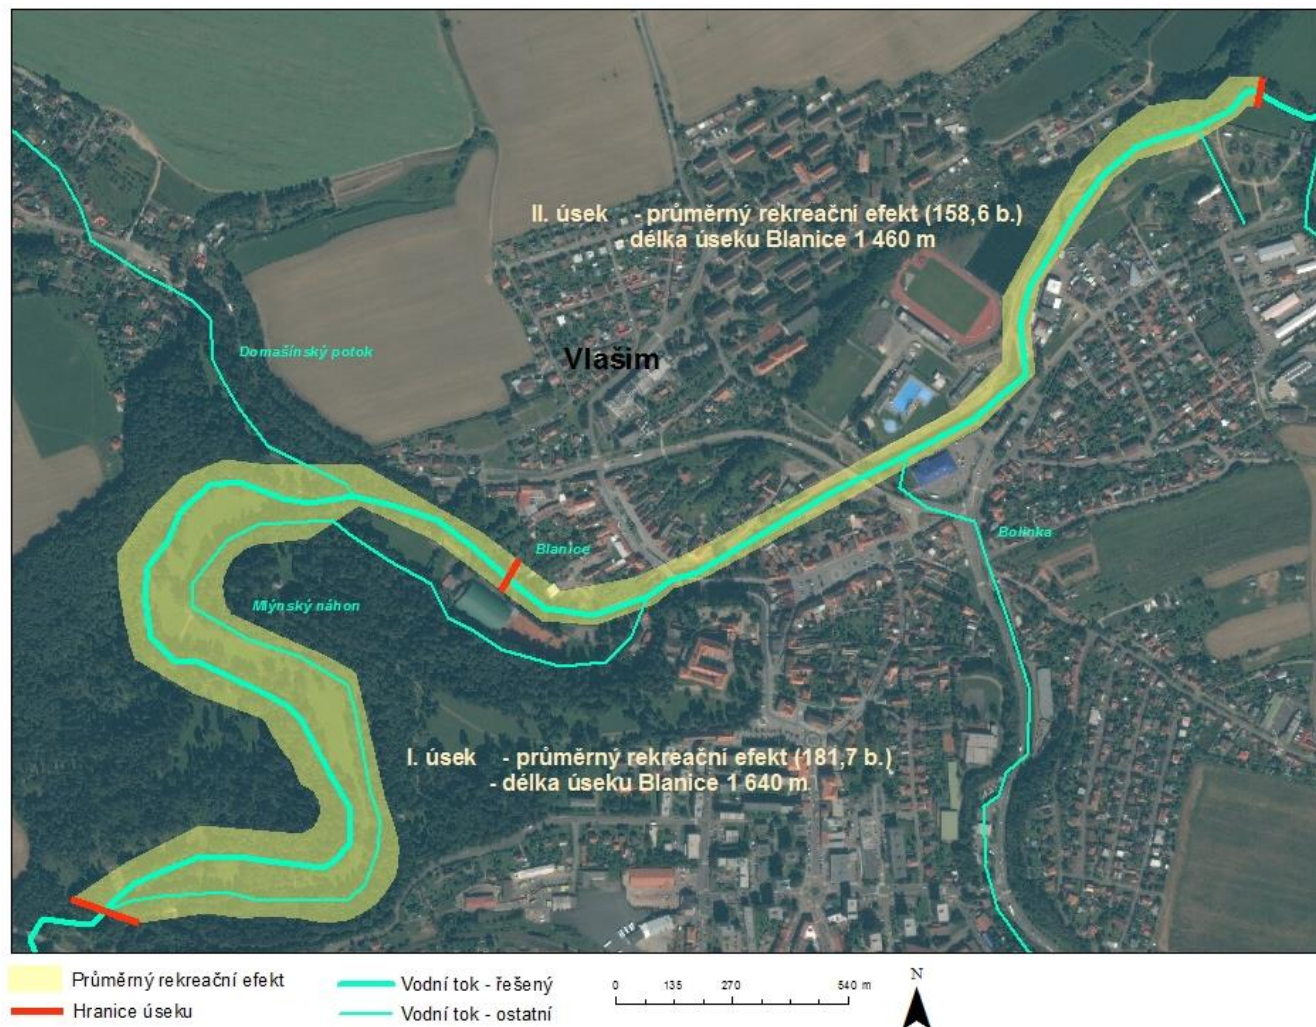 II. úsek - průměrný rekreační efekt (158,6 b.)
délka úseku Blanice 1 460 m
Domašínský potok
Vlašim
Blanice
Bolinka
Mlýnský náhon
I. úsek - průměrný rekreační efekt (181,7 b.)
- délka úseku Blanice 1 640 m
Průměrný rekreační efekt
Hranice úseku
Vodní tok - řešený
Vodní tok - ostatní
0 135 270 540 m
N